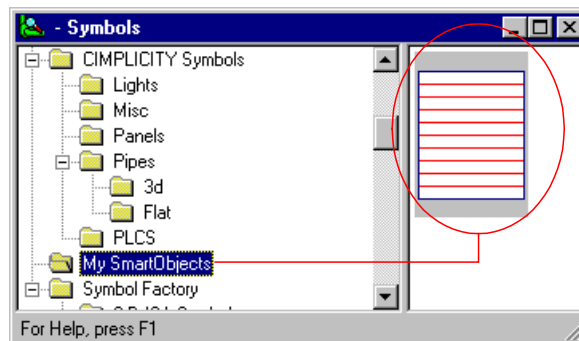 - Symbols
CIMPLICITY Symbols
Lights
Misc
Panels
Pipes
3d
Flat
PLCS
My SmartObjects
Symbol Factory
For Help, press F1